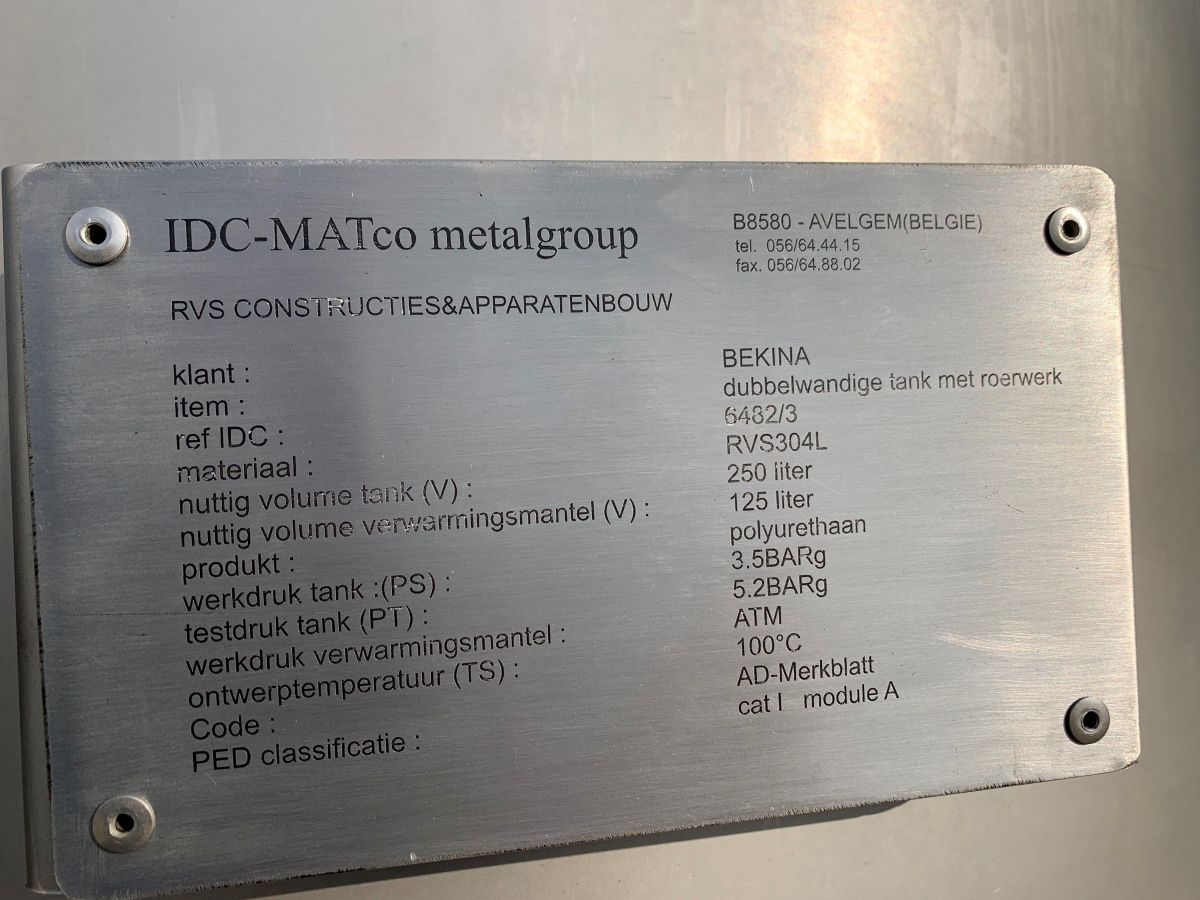 IDC-MATco metalgroup
B8580 - AVELGEM(BELGIE)
tel. 056/64.44.15
fax. 056/64.88.02
RVS CONSTRUCTIES&APPARATENBOUW
klant : BEKINA
item : dubbelwandige tank met roerwerk
ref IDC : 6482/3
materiaal : RVS304L
nuttig volume tank (V) : 250 liter
nuttig volume verwarmingsmantel (V) : 125 liter
produkt : polyurethaan
werkdruk tank :(PS) : 3.5BARg
testdruk tank (PT) : 5.2BARg
werkdruk verwarmingsmantel : ATM
ontwerptemperatuur (TS) : 100°C
Code : AD-Merkblatt
PED classificatie : cat I module A